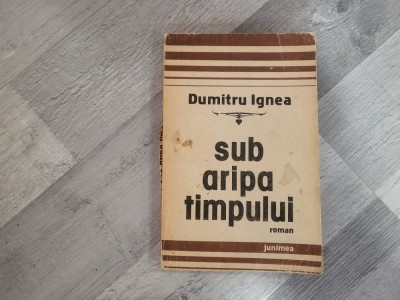 Dumitru Ignea
sub
aripa
timpului
roman
junimea